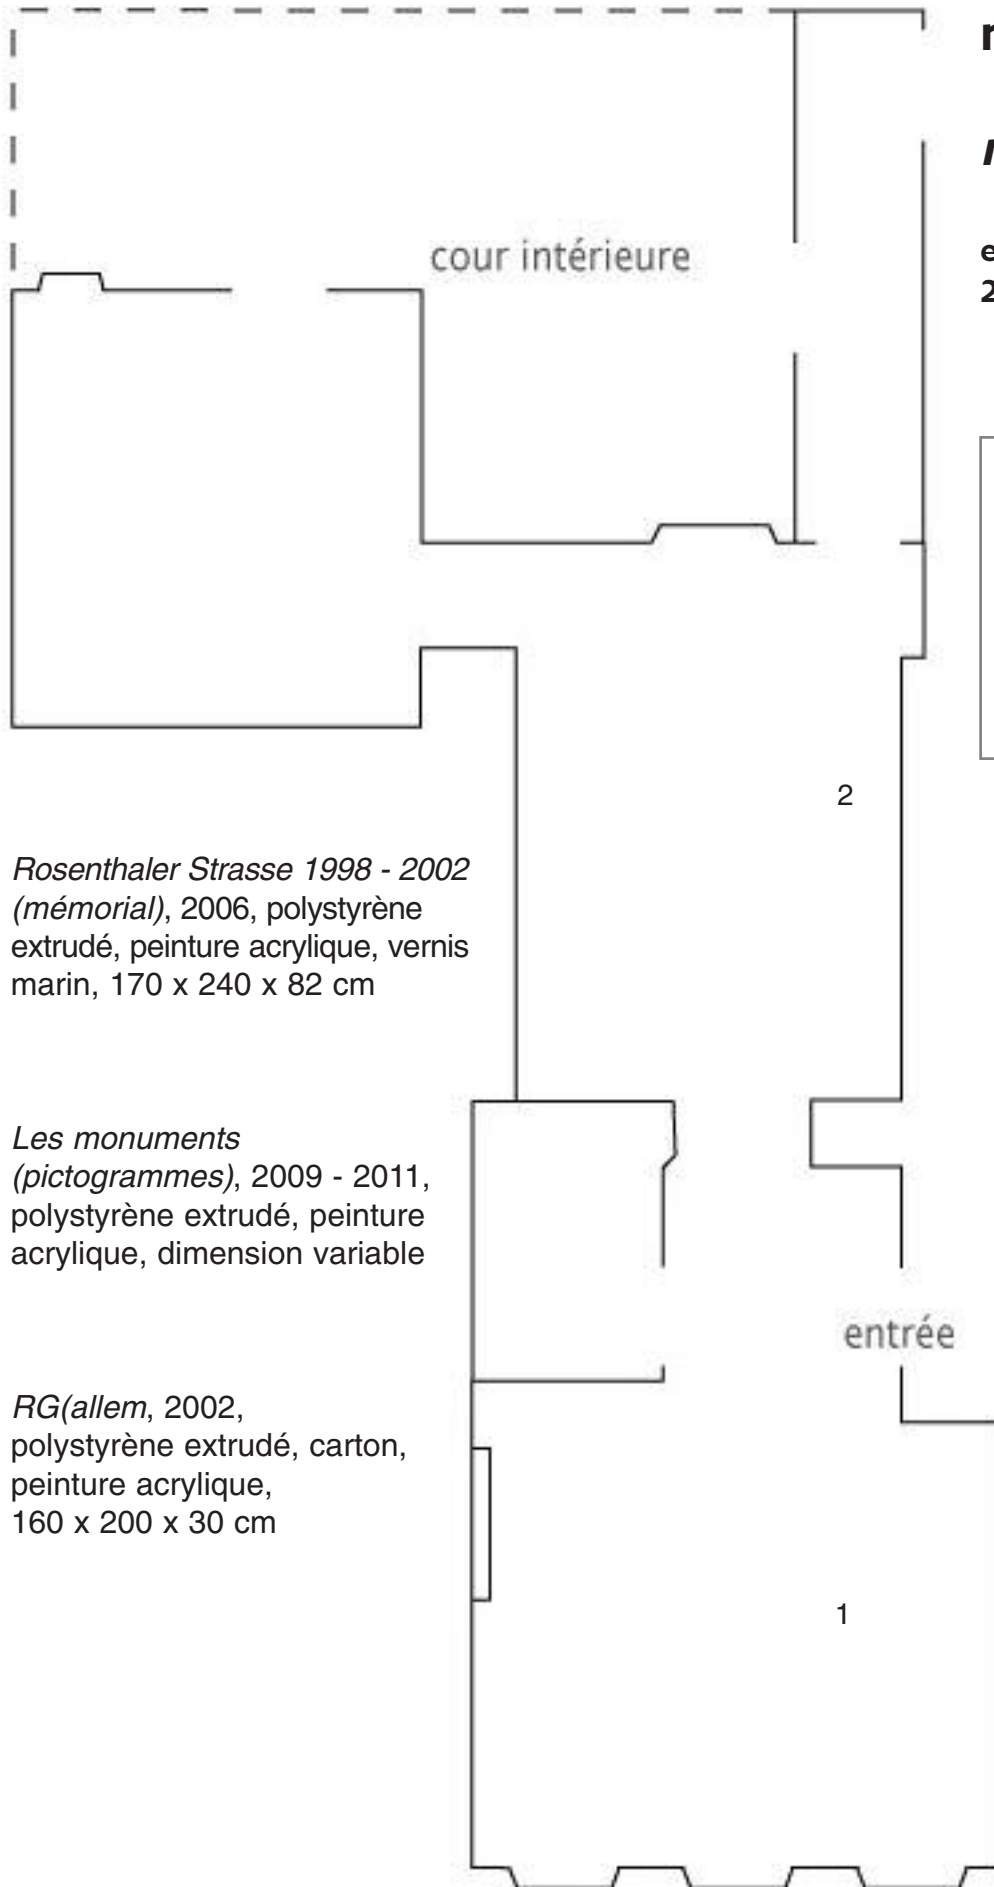 cour intérieure
2
Rosenthaler Strasse 1998 - 2002
(mémorial), 2006, polystyrène
extrudé, peinture acrylique, vernis
marin, 170 x 240 x 82 cm
Les monuments
(pictogrammes), 2009 - 2011,
polystyrène extrudé, peinture
acrylique, dimension variable
entrée
RG(allem, 2002,
polystyrène extrudé, carton,
peinture acrylique,
160 x 200 x 30 cm
1